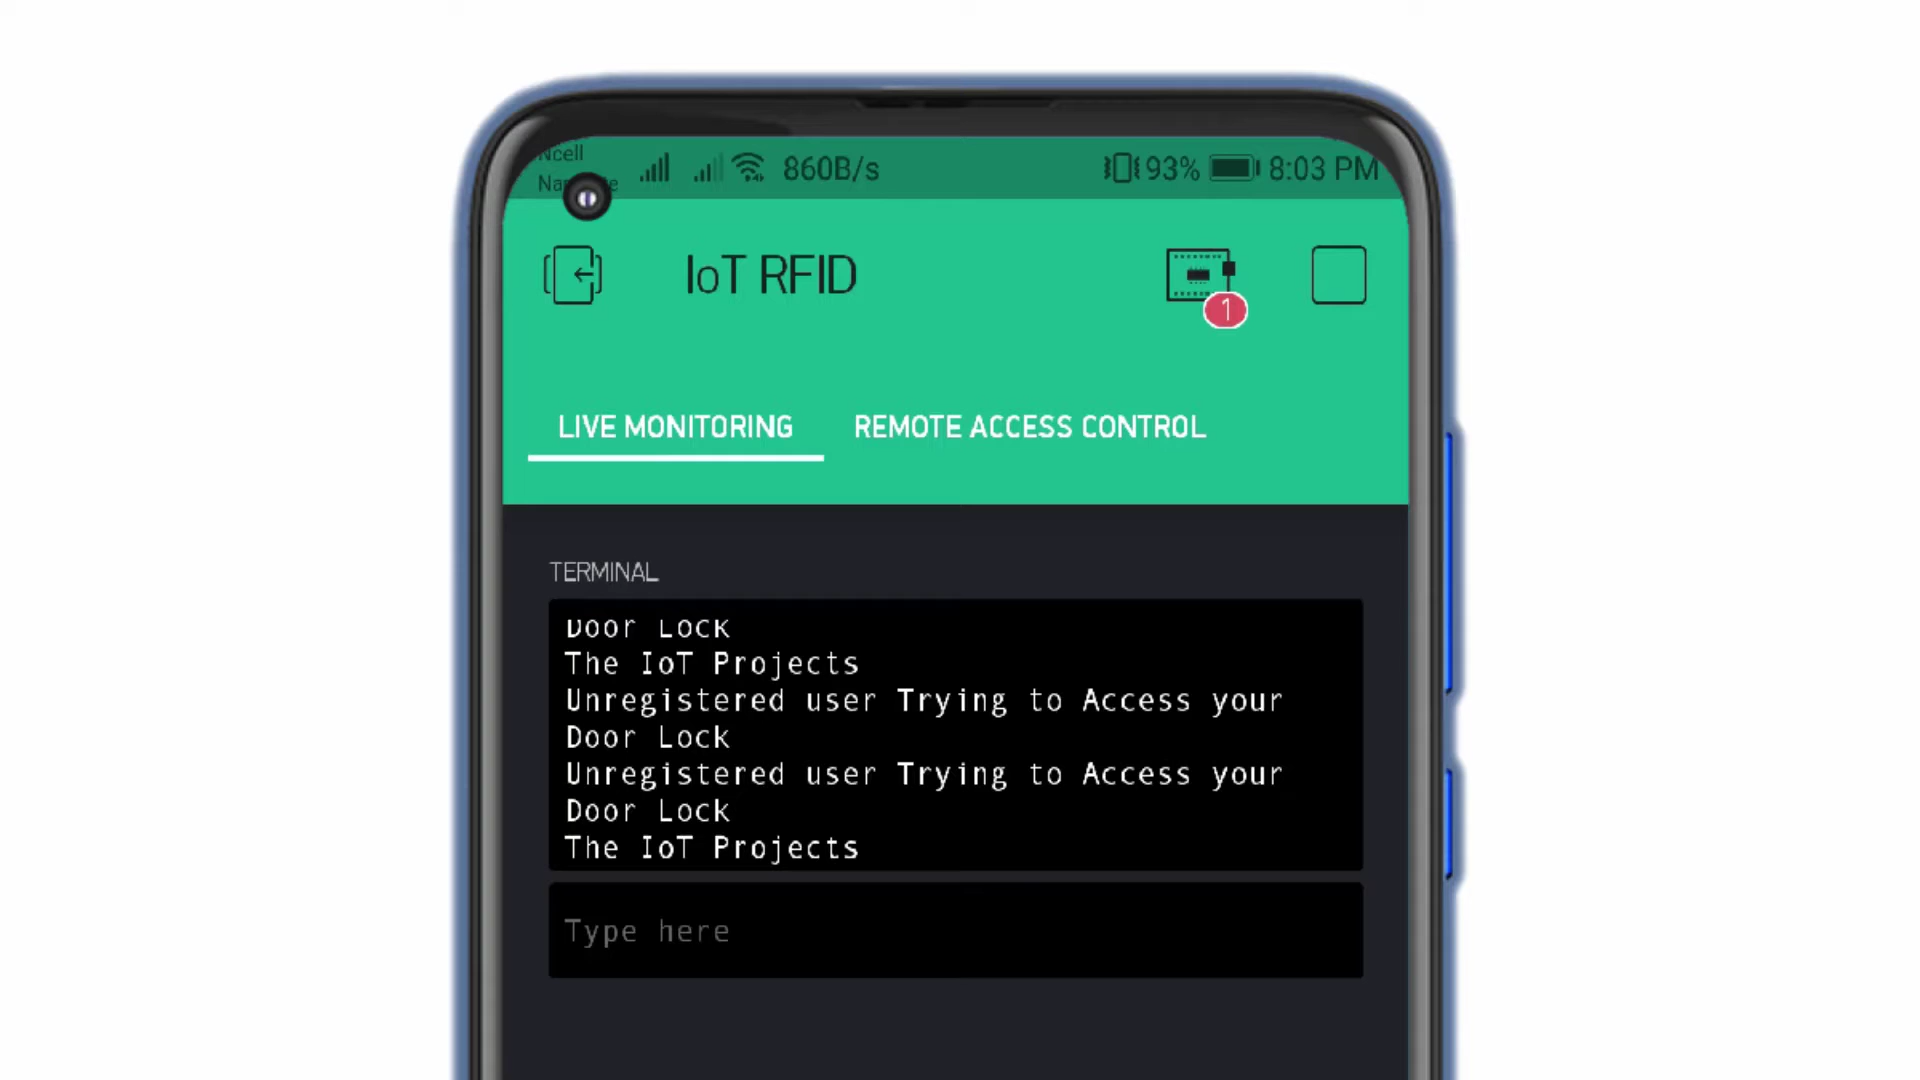 Ncell
860B/s
93%
8:03 PM
IoT RFID
1
LIVE MONITORING
REMOTE ACCESS CONTROL
TERMINAL
Door Lock
The IoT Projects
Unregistered user Trying to Access your
Door Lock
Unregistered user Trying to Access your
Door Lock
The IoT Projects
Type here